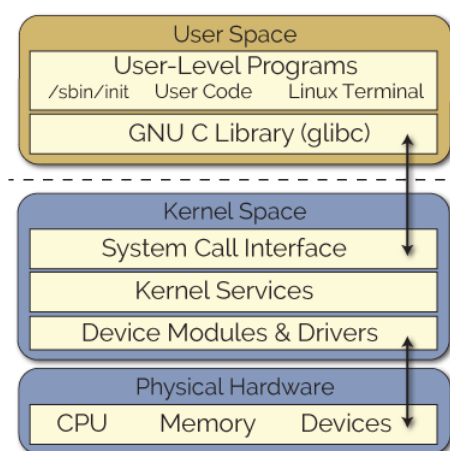 User Space
User-Level Programs
/sbin/init User Code Linux Terminal
GNU C Library (glibc)
Kernel Space
System Call Interface
Kernel Services
Device Modules & Drivers
Physical Hardware
CPU Memory Devices